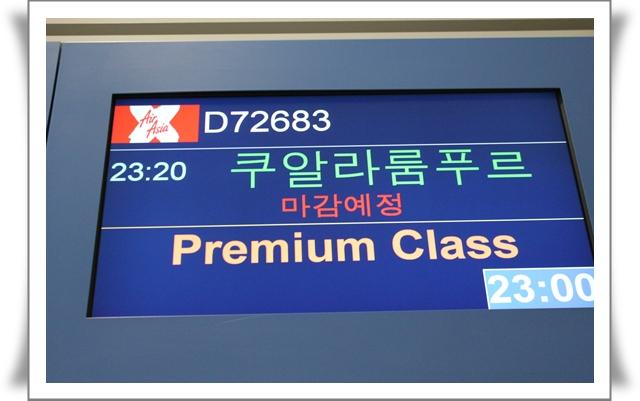 Air Asia
X
D72683
23:20 쿠알라룸푸르
마감예정
Premium Class
23:00